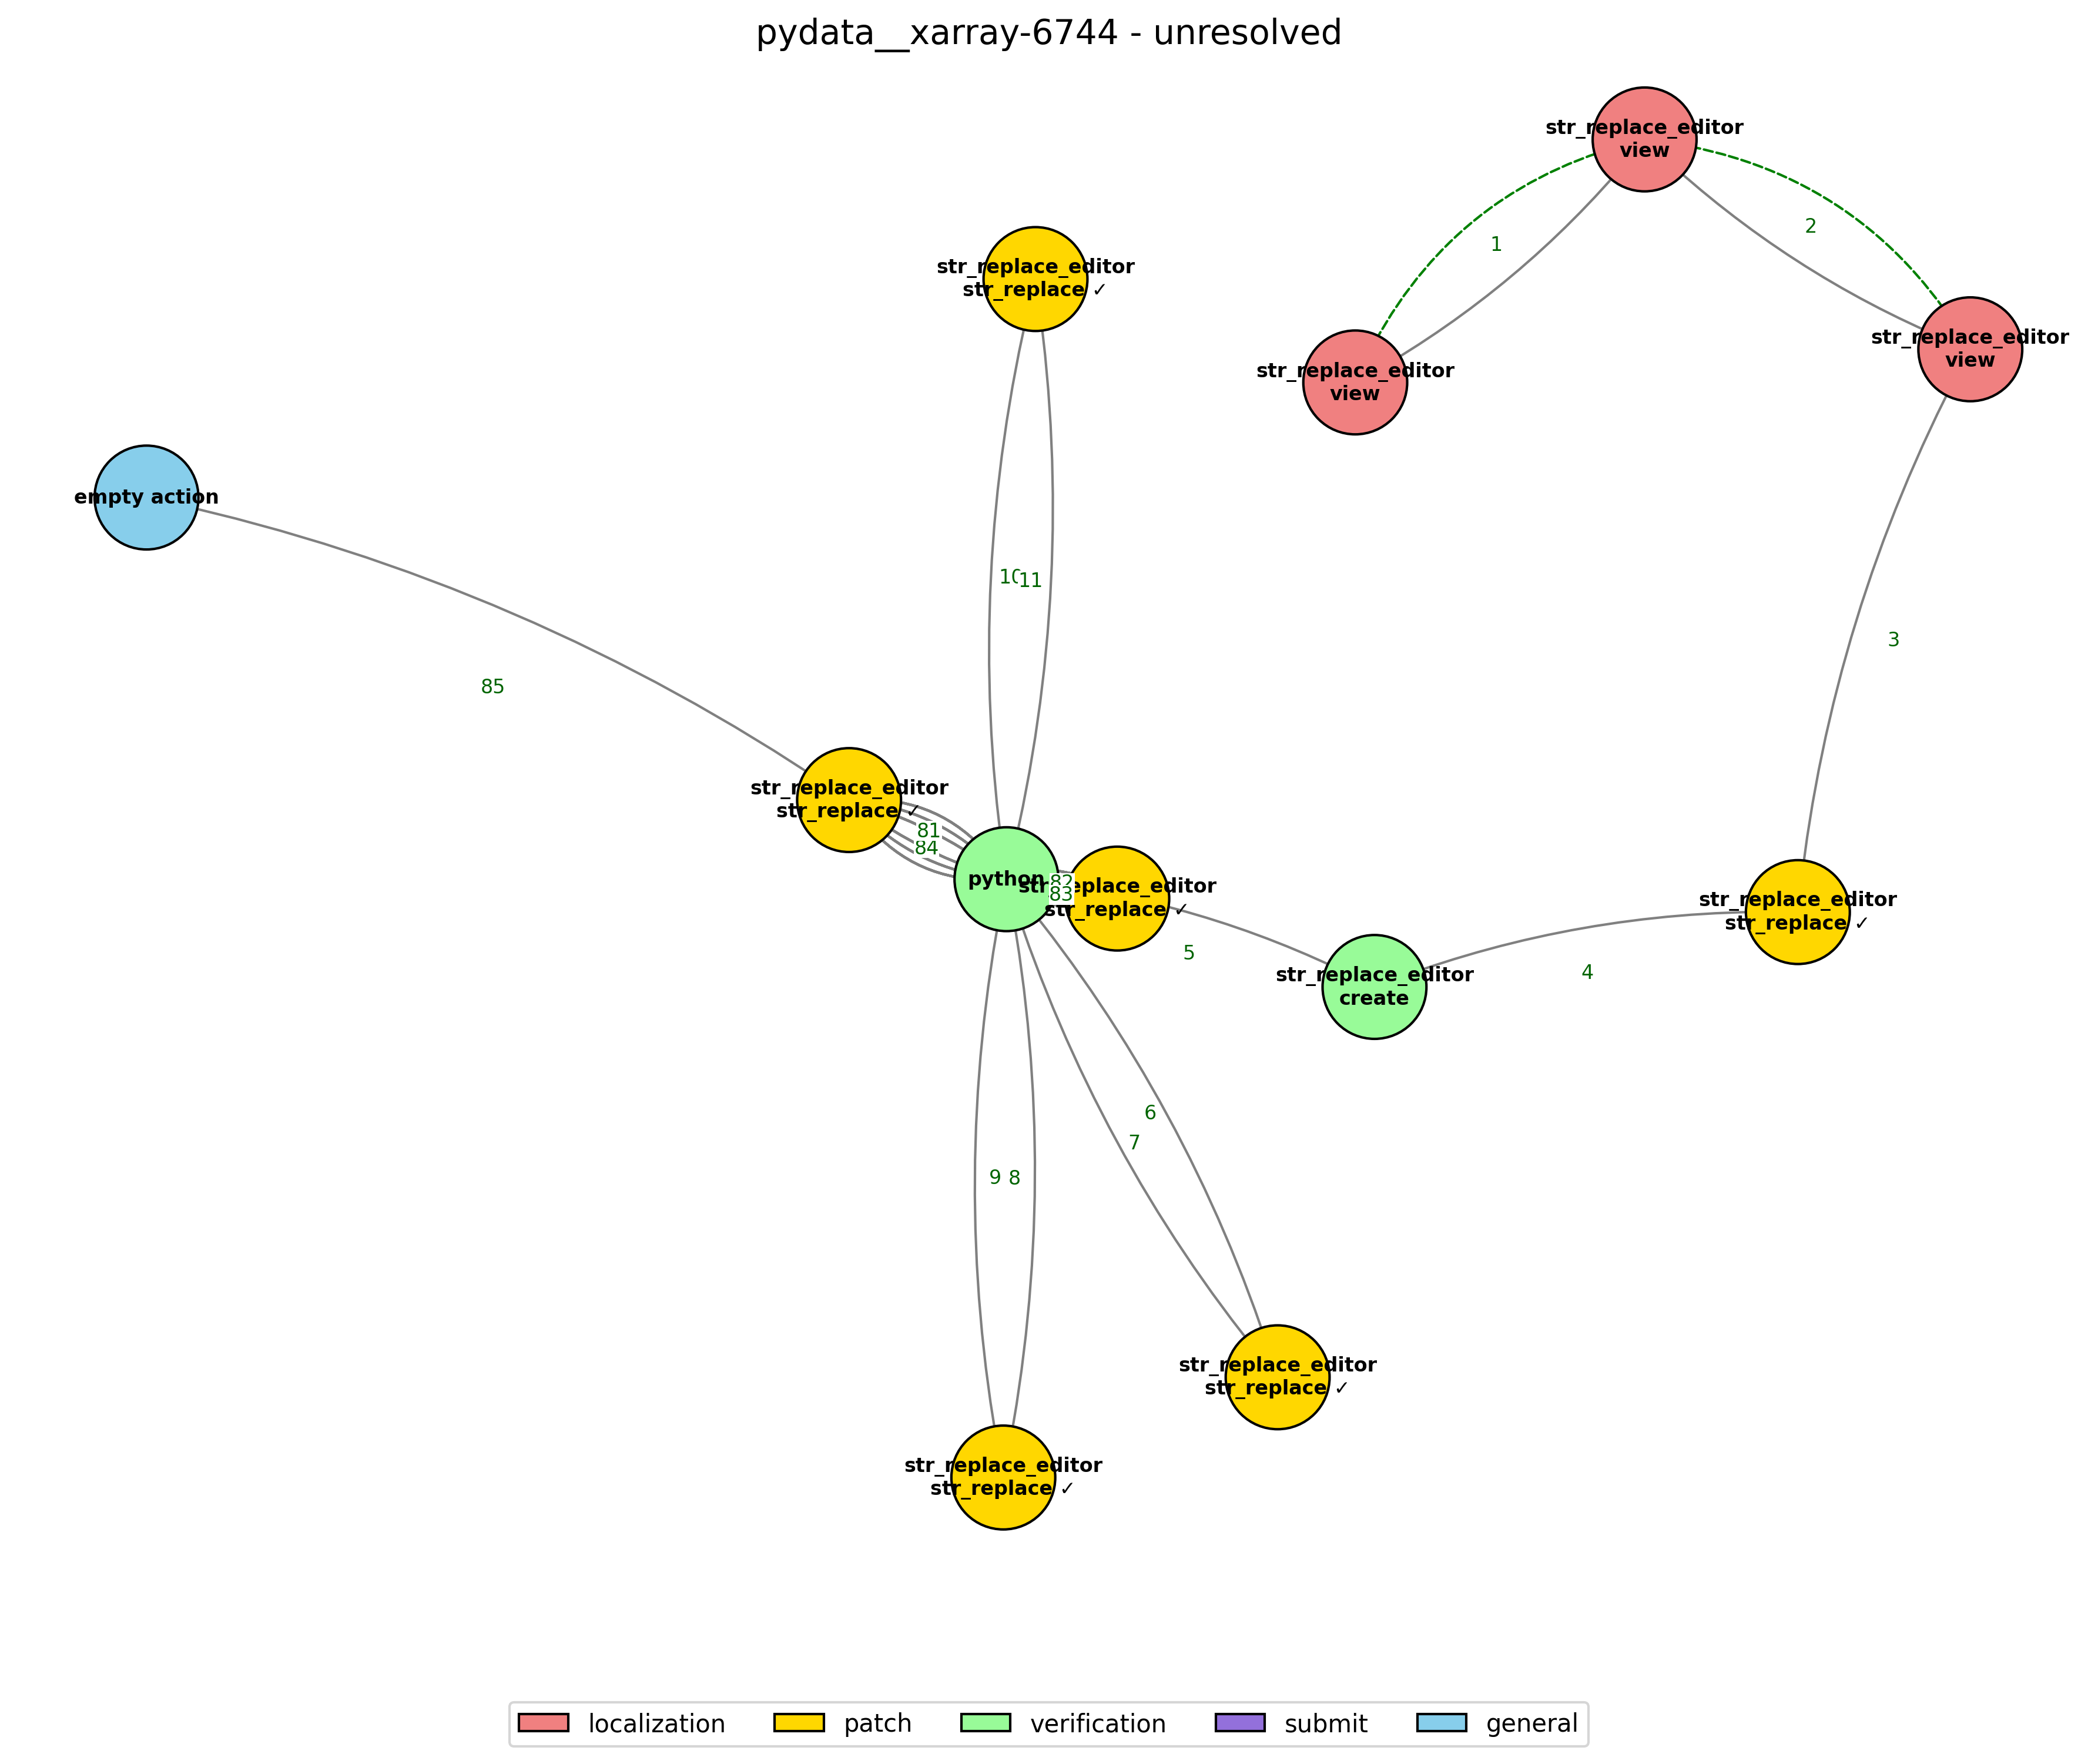 pydata__xarray-6744 - unresolved
str_replace_editor
view
1
2
str_replace_editor
str_replace ✓
str_replace_editor
view
str_replace_editor
view
empty action
10
11
3
85
str_replace_editor
str_replace ✓
81
84
python
82
83
str_replace_editor
str_replace ✓
str_replace_editor
str_replace ✓
5
4
str_replace_editor
create
6
7
9
8
str_replace_editor
str_replace ✓
str_replace_editor
str_replace ✓
localization
patch
verification
submit
general